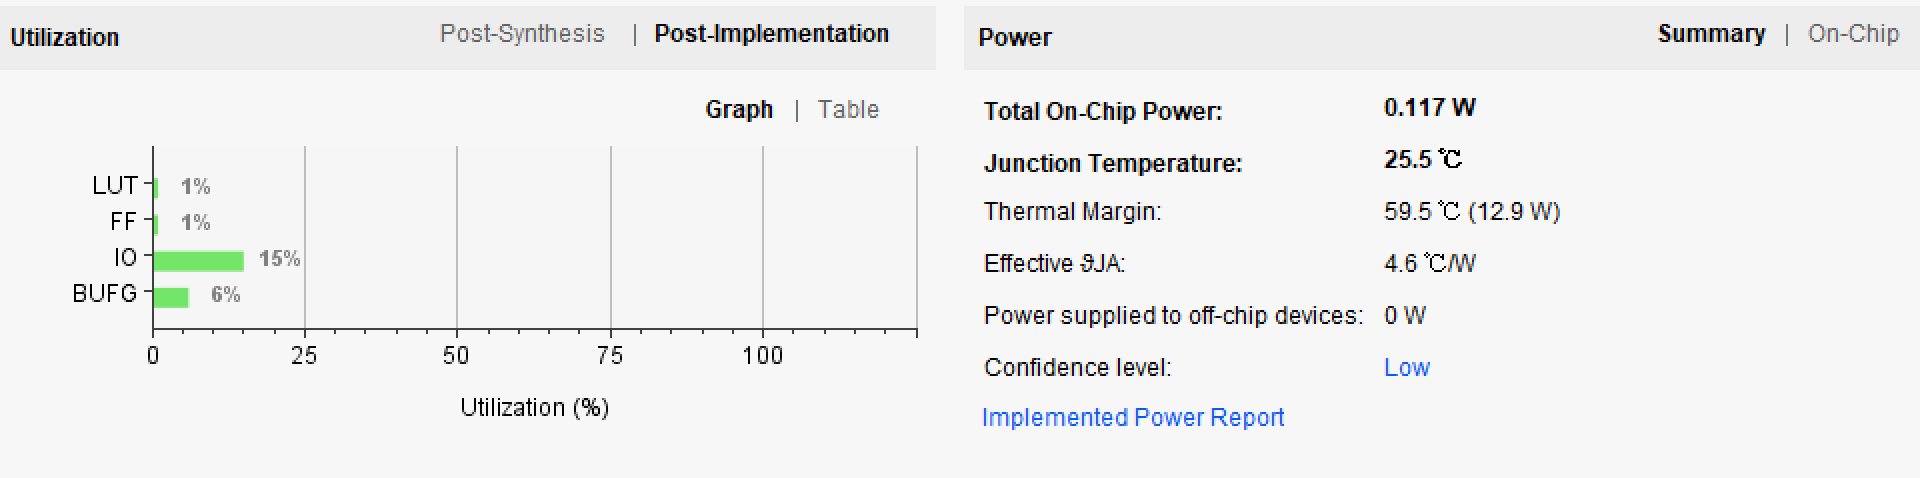 Utilization
Post-Synthesis | Post-Implementation
Graph | Table
LUT 1%
FF 1%
IO 15%
BUFG 6%
0 25 50 75 100
Utilization (%)
Power
Summary | On-Chip
Total On-Chip Power: 0.117 W
Junction Temperature: 25.5 ℃
Thermal Margin: 59.5 ℃ (12.9 W)
Effective ϑJA: 4.6 ℃/W
Power supplied to off-chip devices: 0 W
Confidence level: Low
Implemented Power Report